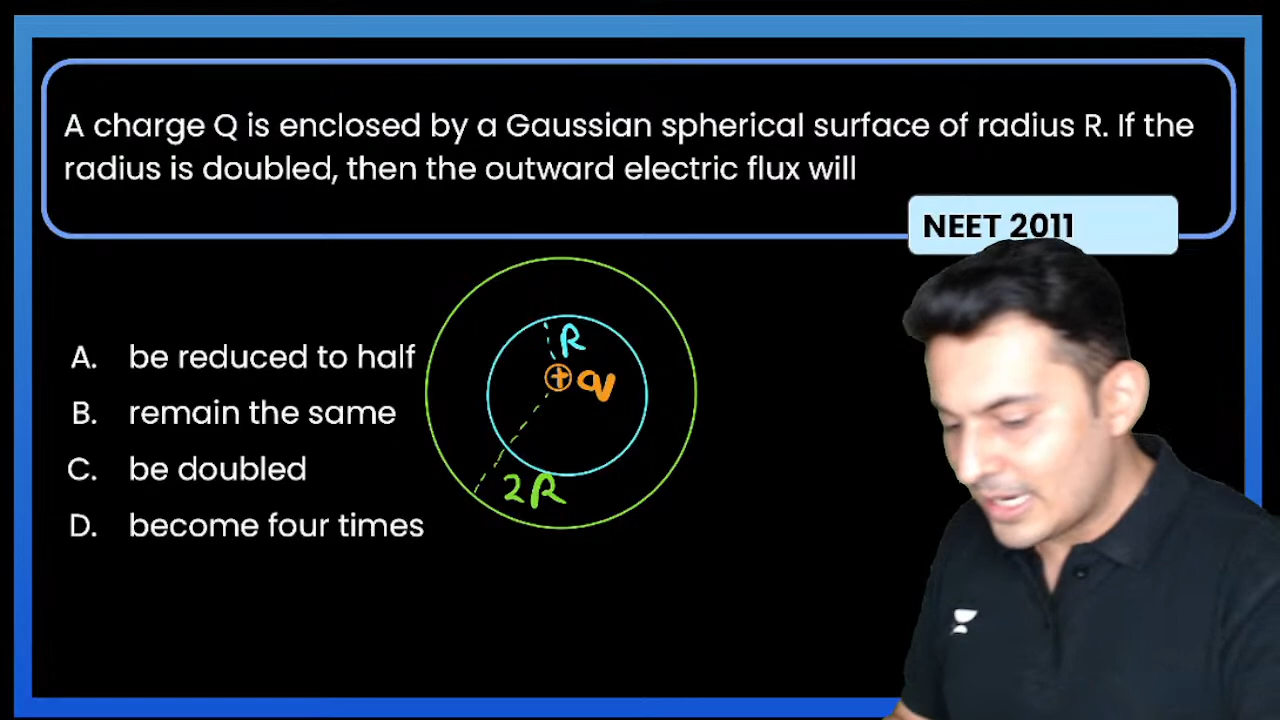 A charge Q is enclosed by a Gaussian spherical surface of radius R. If the
radius is doubled, then the outward electric flux will
NEET 2011
A. be reduced to half
B. remain the same
C. be doubled
D. become four times
R
+ q
2R